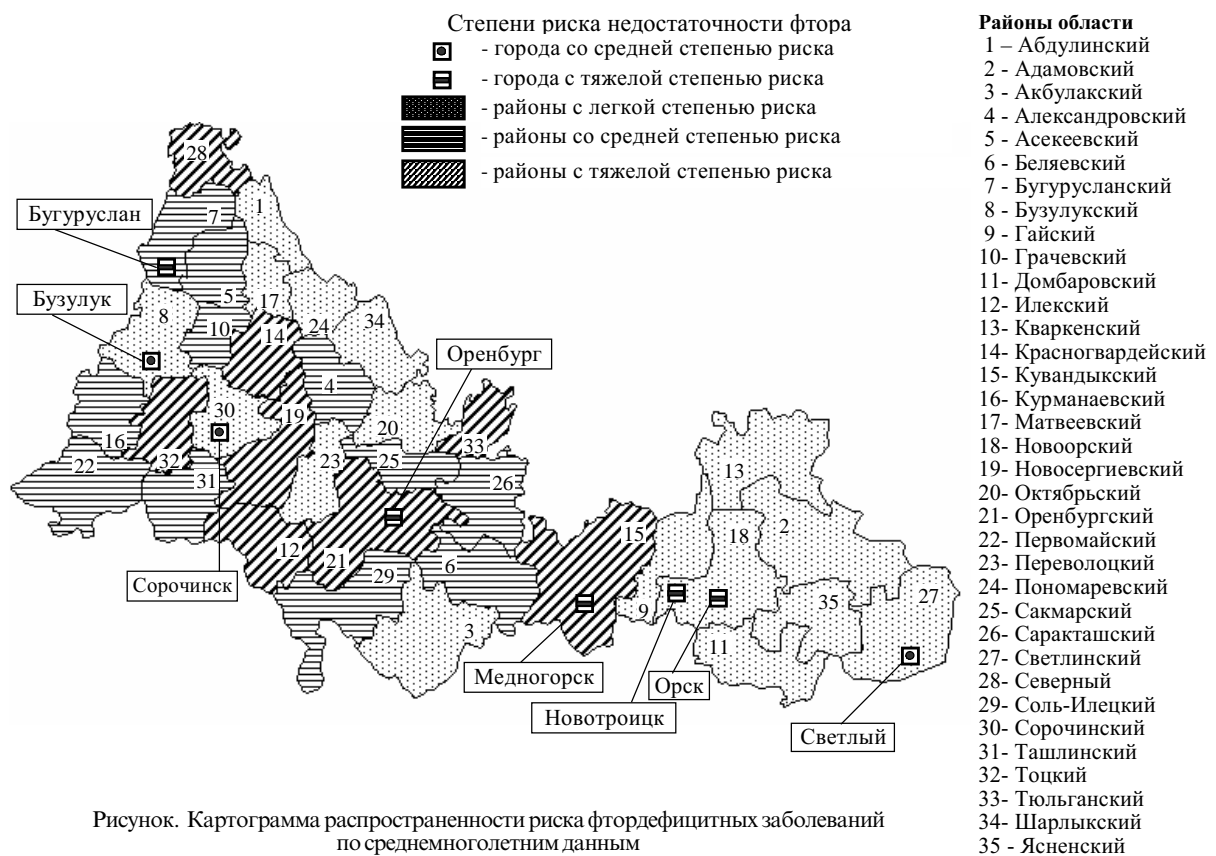 Степени риска недостаточности фтора
- города со средней степенью риска
- города с тяжелой степенью риска
- районы с легкой степенью риска
- районы со средней степенью риска
- районы с тяжелой степенью риска
Районы области
1 – Абдулинский
2 - Адамовский
3 - Акбулакский
4 - Александровский
5 - Асекеевский
6 - Беляевский
7 - Бугурусланский
8 - Бузулукский
9 - Гайский
10- Грачевский
11- Домбаровский
12- Илекский
13- Кваркенский
14- Красногвардейский
15- Кувандыкский
16- Курманаевский
17- Матвеевский
18- Новоорский
19- Новосергиевский
20- Октябрьский
21- Оренбургский
22- Первомайский
23- Переволоцкий
24- Пономаревский
25- Сакмарский
26- Саракташский
27- Светлинский
28- Северный
29- Соль-Илецкий
30- Сорочинский
31- Ташлинский
32- Тоцкий
33- Тюльганский
34- Шарлыкский
35 - Ясненский
28
7
1
Бугуруслан
Бузулук
5
17
8
10
14
24
34
Оренбург
4
30
19
20
16
32
23
33
22
31
25
26
13
2
15
18
12
21
29
6
Сорочинск
9
35
27
3
11
Медногорск
Орск
Новотроицк
Светлый
Рисунок. Картограмма распространенности риска фтордефицитных заболеваний
по среднемноголетним данным